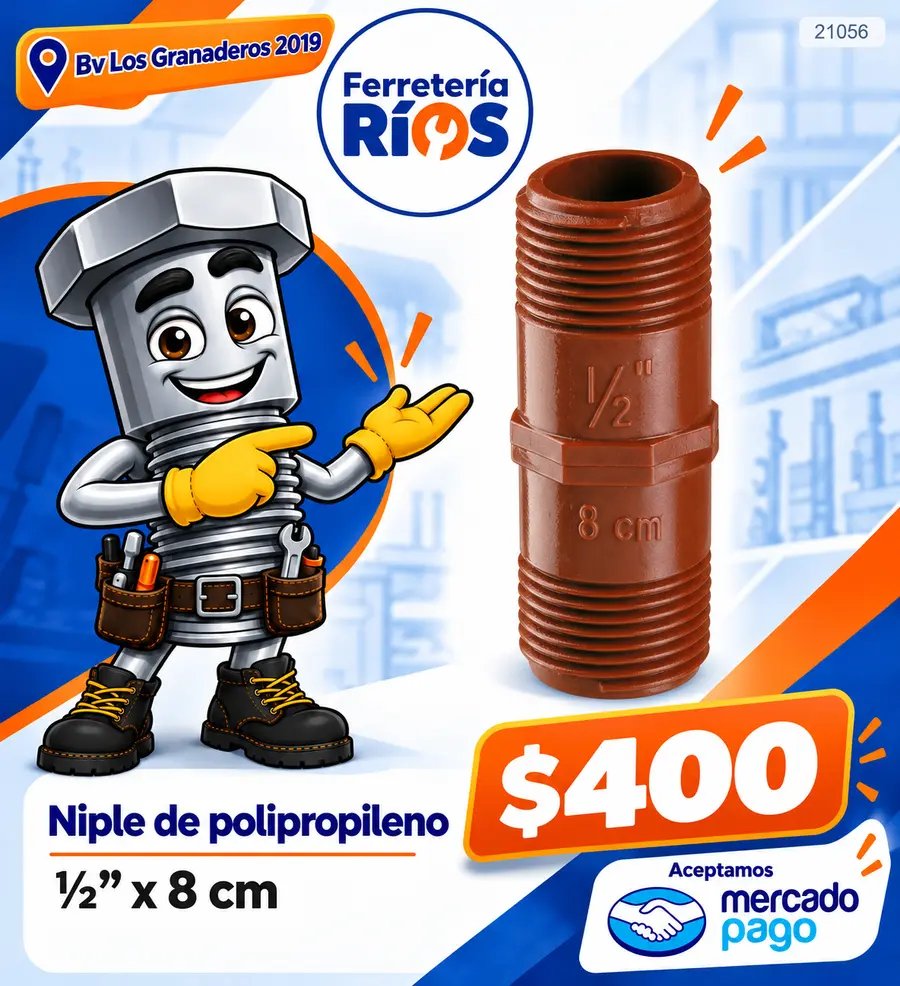 Bv Los Granaderos 2019
Ferretería
RÍOS
21056
1/2"
8 cm
$400
Niple de polipropileno
½” x 8 cm
Aceptamos
mercado
pago